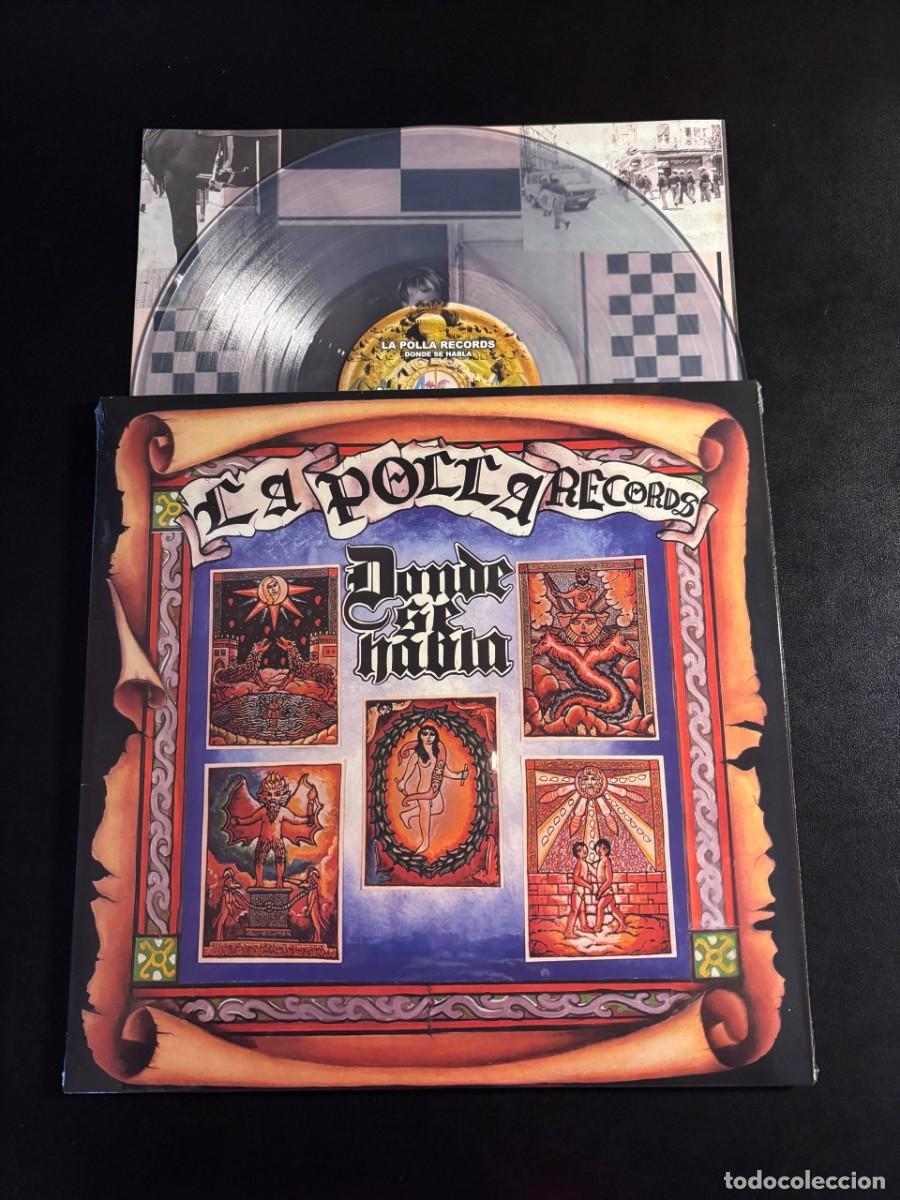 LA POLLA RECORDS
DONDE SE HABLA
LA POLLA RECORDS
Donde
se
habla
todocoleccion